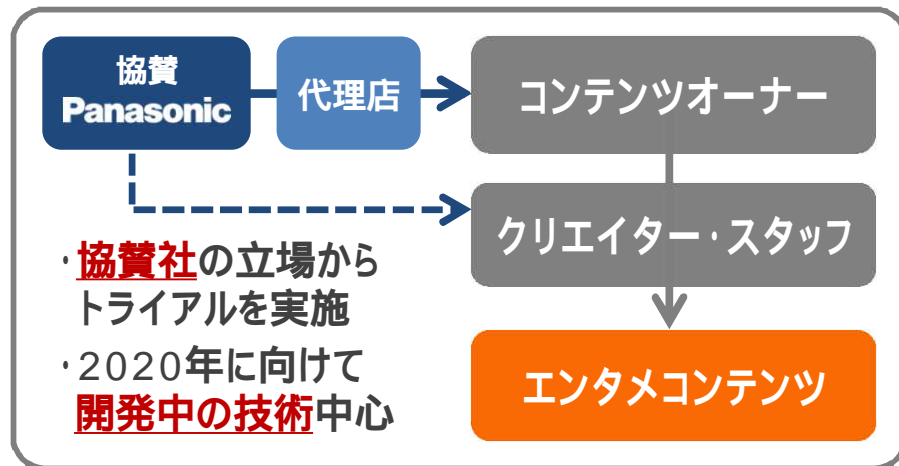 協賛
Panasonic
代理店
コンテンツオーナー
クリエイター・スタッフ
エンタメコンテンツ
・協賛社の立場から
トライアルを実施
・2020年に向けて
開発中の技術中心